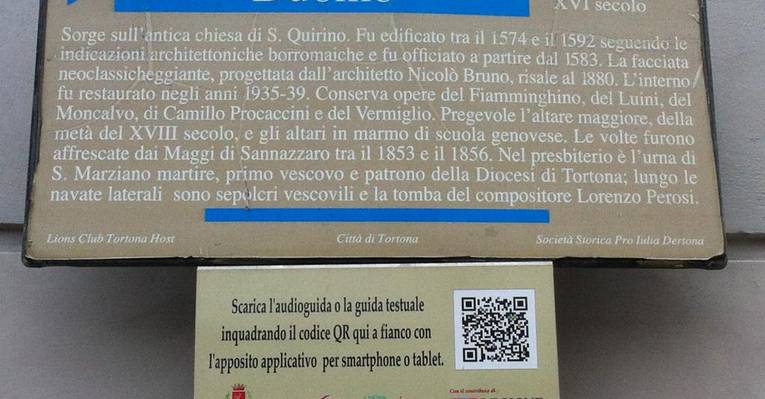 Duomo
XVI secolo
Sorge sull'antica chiesa di S. Quirino. Fu edificato tra il 1574 e il 1592 seguendo le
indicazioni architettoniche borromaiche e fu officiato a partire dal 1583. La facciata
neoclassicheggiante, progettata dall'architetto Nicolò Bruno, risale al 1880. L'interno
fu restaurato negli anni 1935-39. Conserva opere del Fiamminghino, del Luini, del
Moncalvo, di Camillo Procaccini e del Vermiglio. Pregevole l'altare maggiore, della
metà del XVIII secolo, e gli altari in marmo di scuola genovese. Le volte furono
affrescate dai Maggi di Sannazzaro tra il 1853 e il 1856. Nel presbiterio è l'urna di
S. Marziano martire, primo vescovo e patrono della Diocesi di Tortona; lungo le
navate laterali sono sepolcri vescovili e la tomba del compositore Lorenzo Perosi.
Lions Club Tortona Host Città di Tortona Società Storica Pro Iulia Dertona
Scarica l'audioguida o la guida testuale
inquadrando il codice QR qui a fianco con
l'apposito applicativo per smartphone o tablet.
Con il contributo di